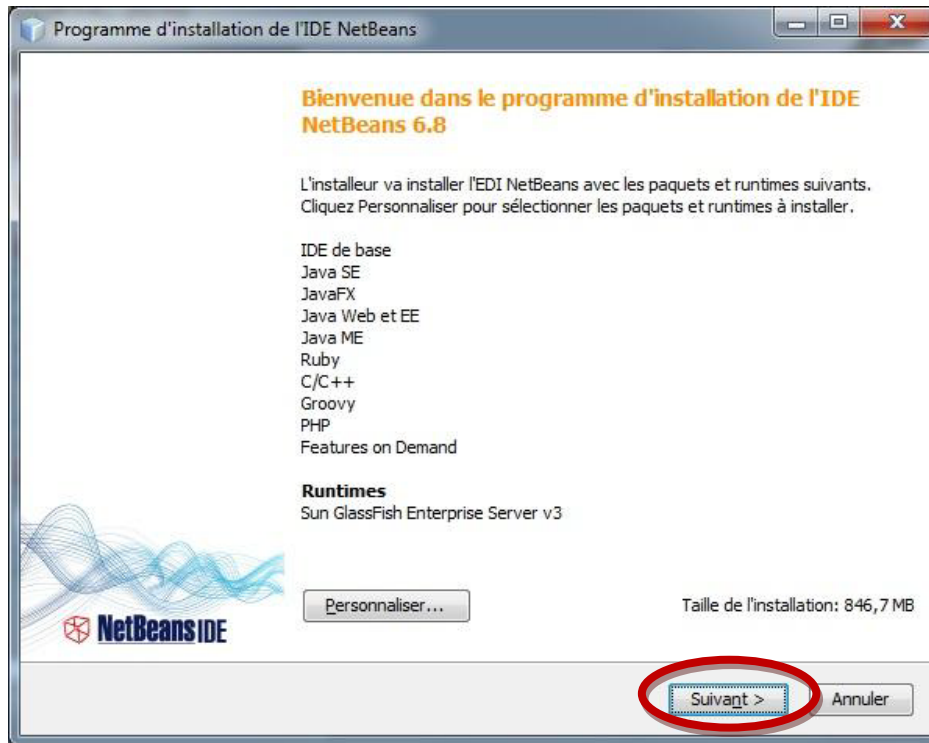 Programme d'installation de l'IDE NetBeans
Bienvenue dans le programme d'installation de l'IDE
NetBeans 6.8
L'installeur va installer l'EDI NetBeans avec les paquets et runtimes suivants.
Cliquez Personnaliser pour sélectionner les paquets et runtimes à installer.
IDE de base
Java SE
JavaFX
Java Web et EE
Java ME
Ruby
C/C++
Groovy
PHP
Features on Demand
Runtimes
Sun GlassFish Enterprise Server v3
Personnaliser...
Taille de l'installation: 846,7 MB
NetBeans IDE
Suivant >
Annuler